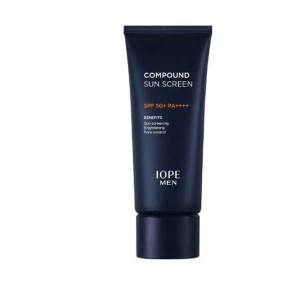 COMPOUND
SUN SCREEN
SPF 50+ PA++++
BENEFITS
Sun screening
Brightening
Pore control
IOPE
MEN